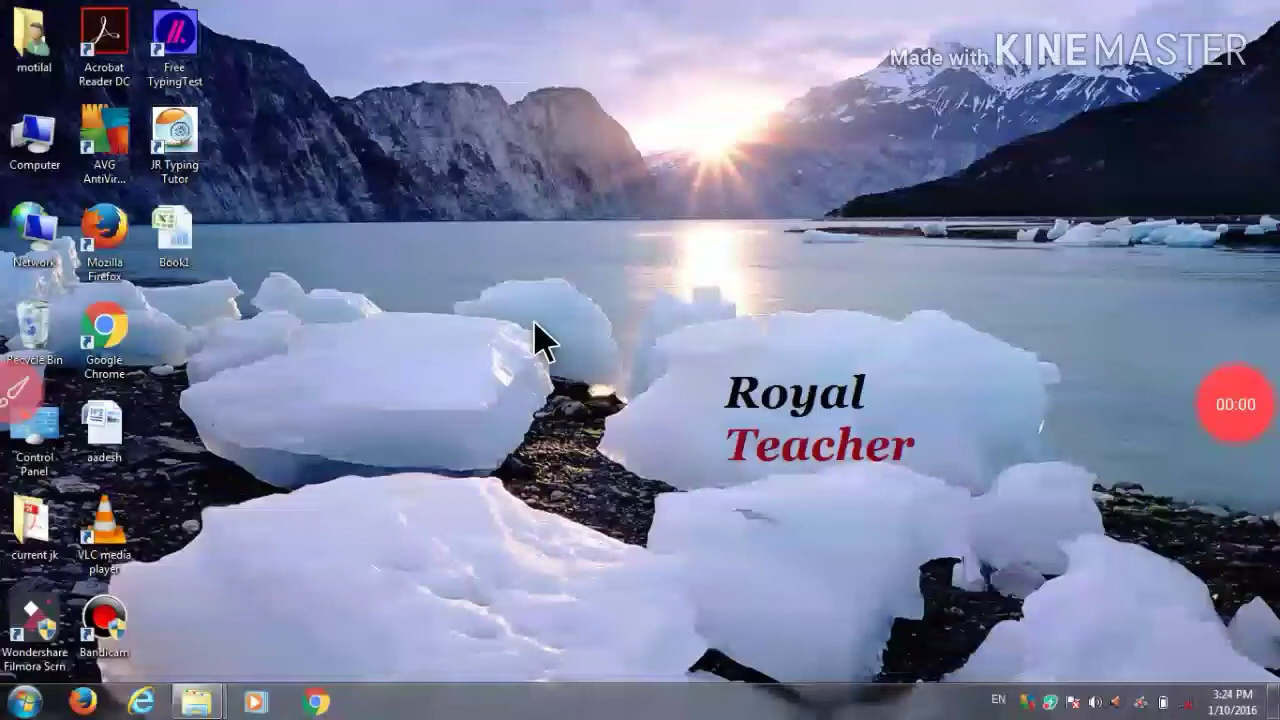 Made with KINEMASTER
motilal
Acrobat
Reader DC
Free
TypingTest
Computer
AVG
AntiVir...
JR Typing
Tutor
Network
Mozilla
Firefox
Book1
Recycle Bin
Google
Chrome
Control
Panel
aadesh
current jk
VLC media
player
Wondershare
Filmora Scrn
Bandicam
Royal
Teacher
00:00
EN
3:24 PM
1/10/2016